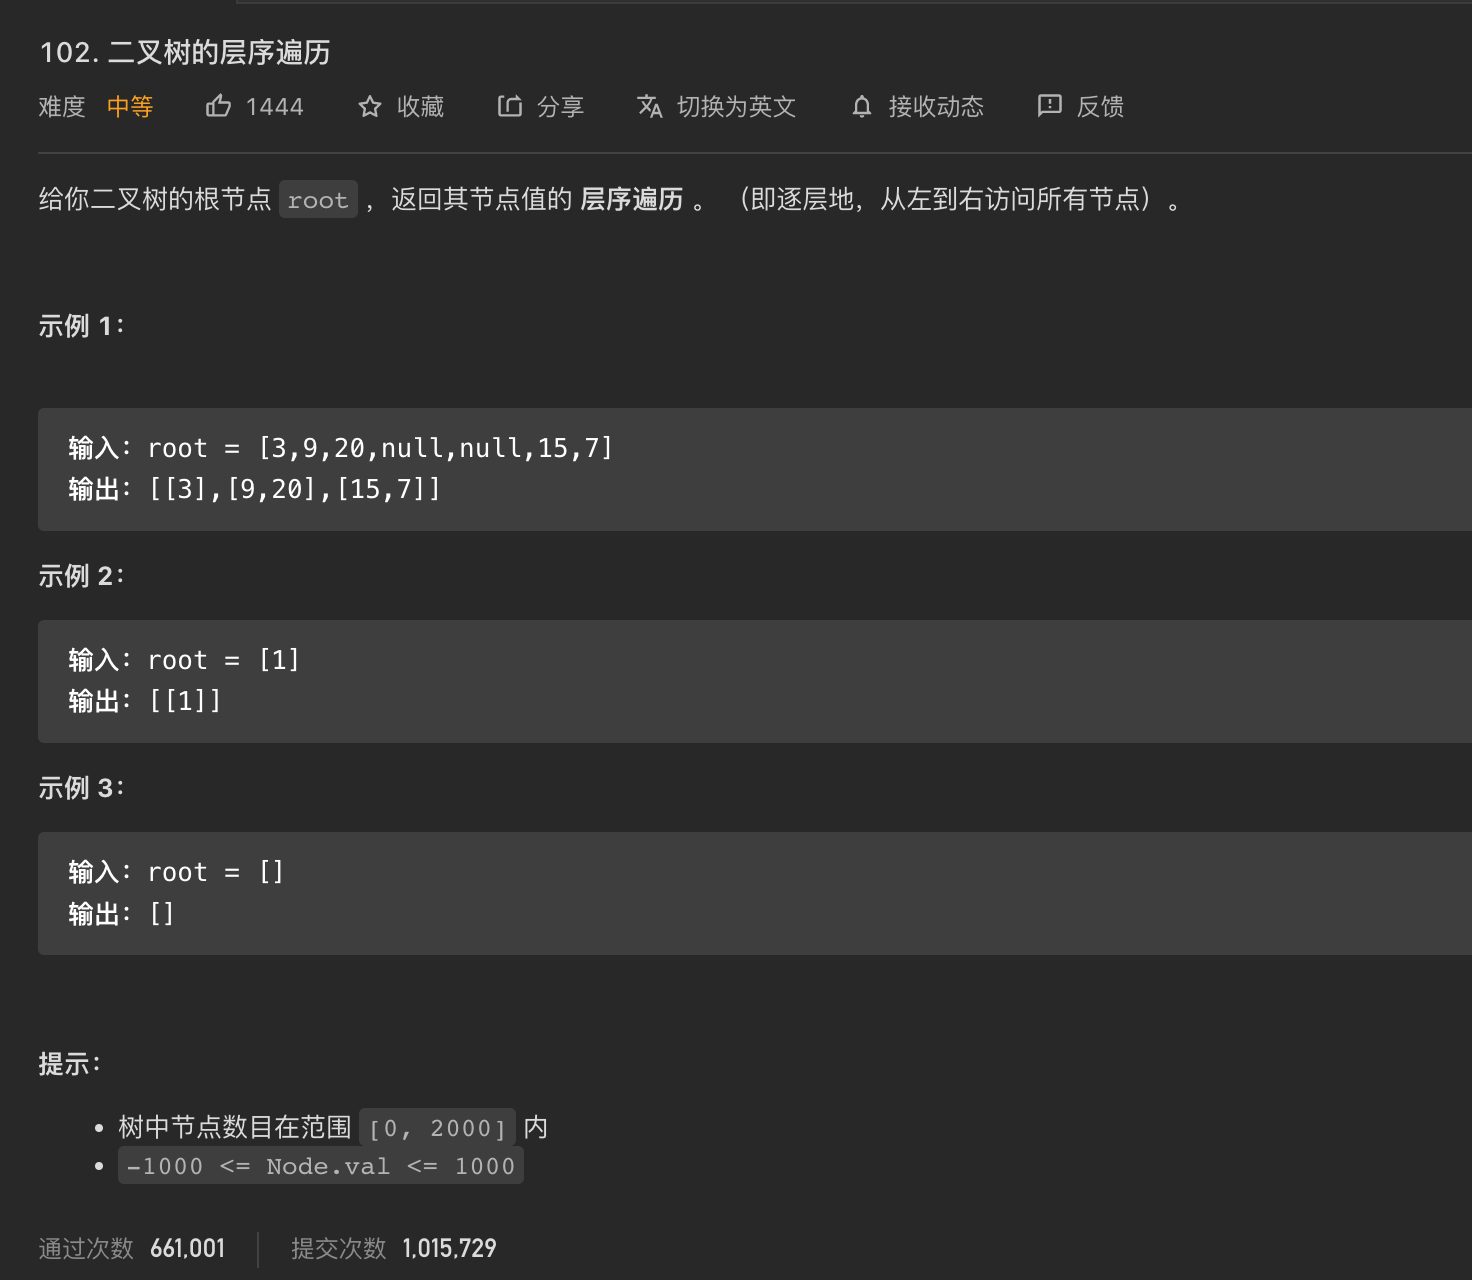 102. 二叉树的层序遍历
难度 中等 1444 收藏 分享 切换为英文 接收动态 反馈
给你二叉树的根节点 root ，返回其节点值的 层序遍历 。 （即逐层地，从左到右访问所有节点）。
示例 1：
输入：root = [3,9,20,null,null,15,7]
输出：[[3],[9,20],[15,7]]
示例 2：
输入：root = [1]
输出：[[1]]
示例 3：
输入：root = []
输出：[]
提示：
树中节点数目在范围 [0, 2000] 内
-1000 <= Node.val <= 1000
通过次数 661,001 提交次数 1,015,729